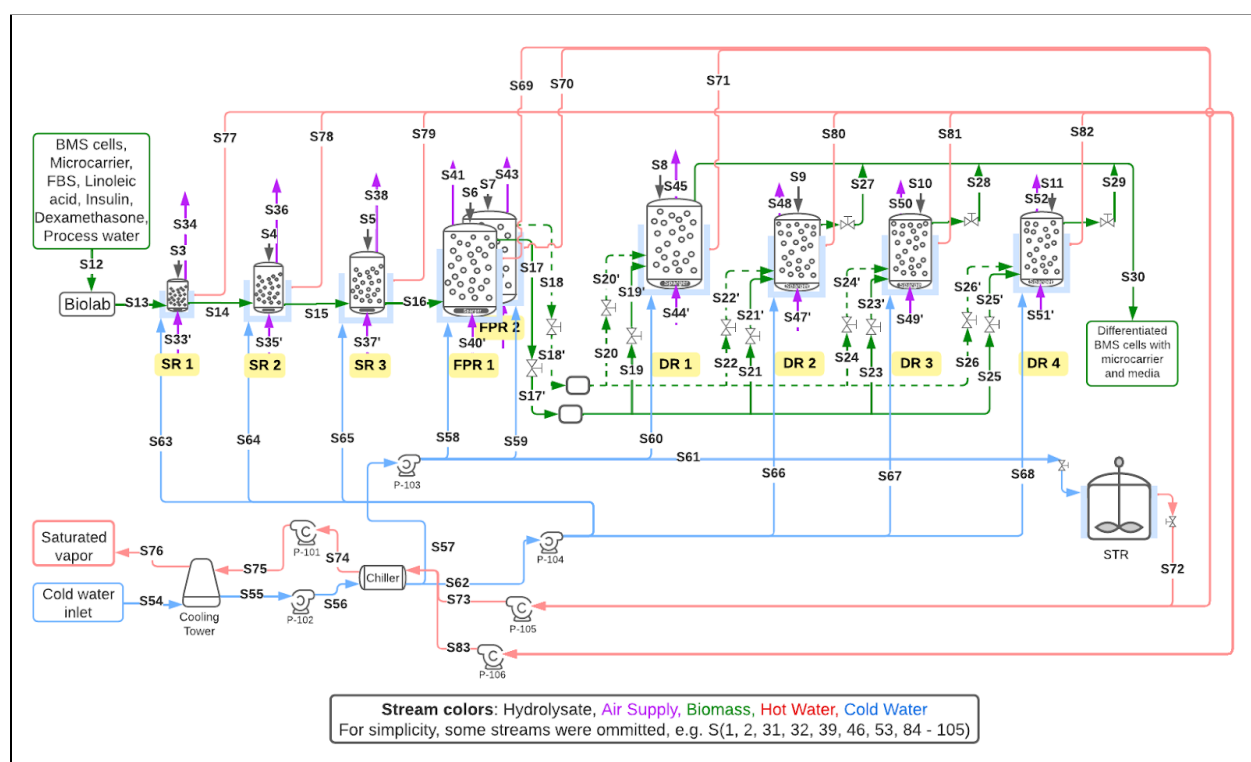 S69
S70
S71
S77
S78
S79
S80
S81
S82
BMS cells,
Microcarrier,
FBS, Linoleic
acid, Insulin,
Dexamethasone,
Process water
S12
Biolab
S13
S34
S3
S33'
SR 1
S14
S36
S4
S35'
SR 2
S15
S38
S5
S37'
SR 3
S16
S41
S6
S7
S43
S40'
FPR 2
FPR 1
S17
S18
S18'
S17'
S20'
S19'
S20
S19
S8
S45
S44'
DR 1
S22'
S21'
S22
S21
S9
S48
S47'
DR 2
S27
S24'
S23'
S24
S23
S10
S50
S49'
DR 3
S28
S26'
S25'
S26
S25
S11
S52
S51'
DR 4
S29
S30
Differentiated
BMS cells with
microcarrier
and media
S63
S64
S65
S58
S59
S60
S61
S66
S67
S68
P-103
STR
S72
Saturated
vapor
S76
S75
P-101
S74
S57
Chiller
S62
P-104
Cold water
inlet
S54
Cooling
Tower
S55
P-102
S56
S73
P-105
S83
P-106
Stream colors: Hydrolysate, Air Supply, Biomass, Hot Water, Cold Water
For simplicity, some streams were ommitted, e.g. S(1, 2, 31, 32, 39, 46, 53, 84 - 105)